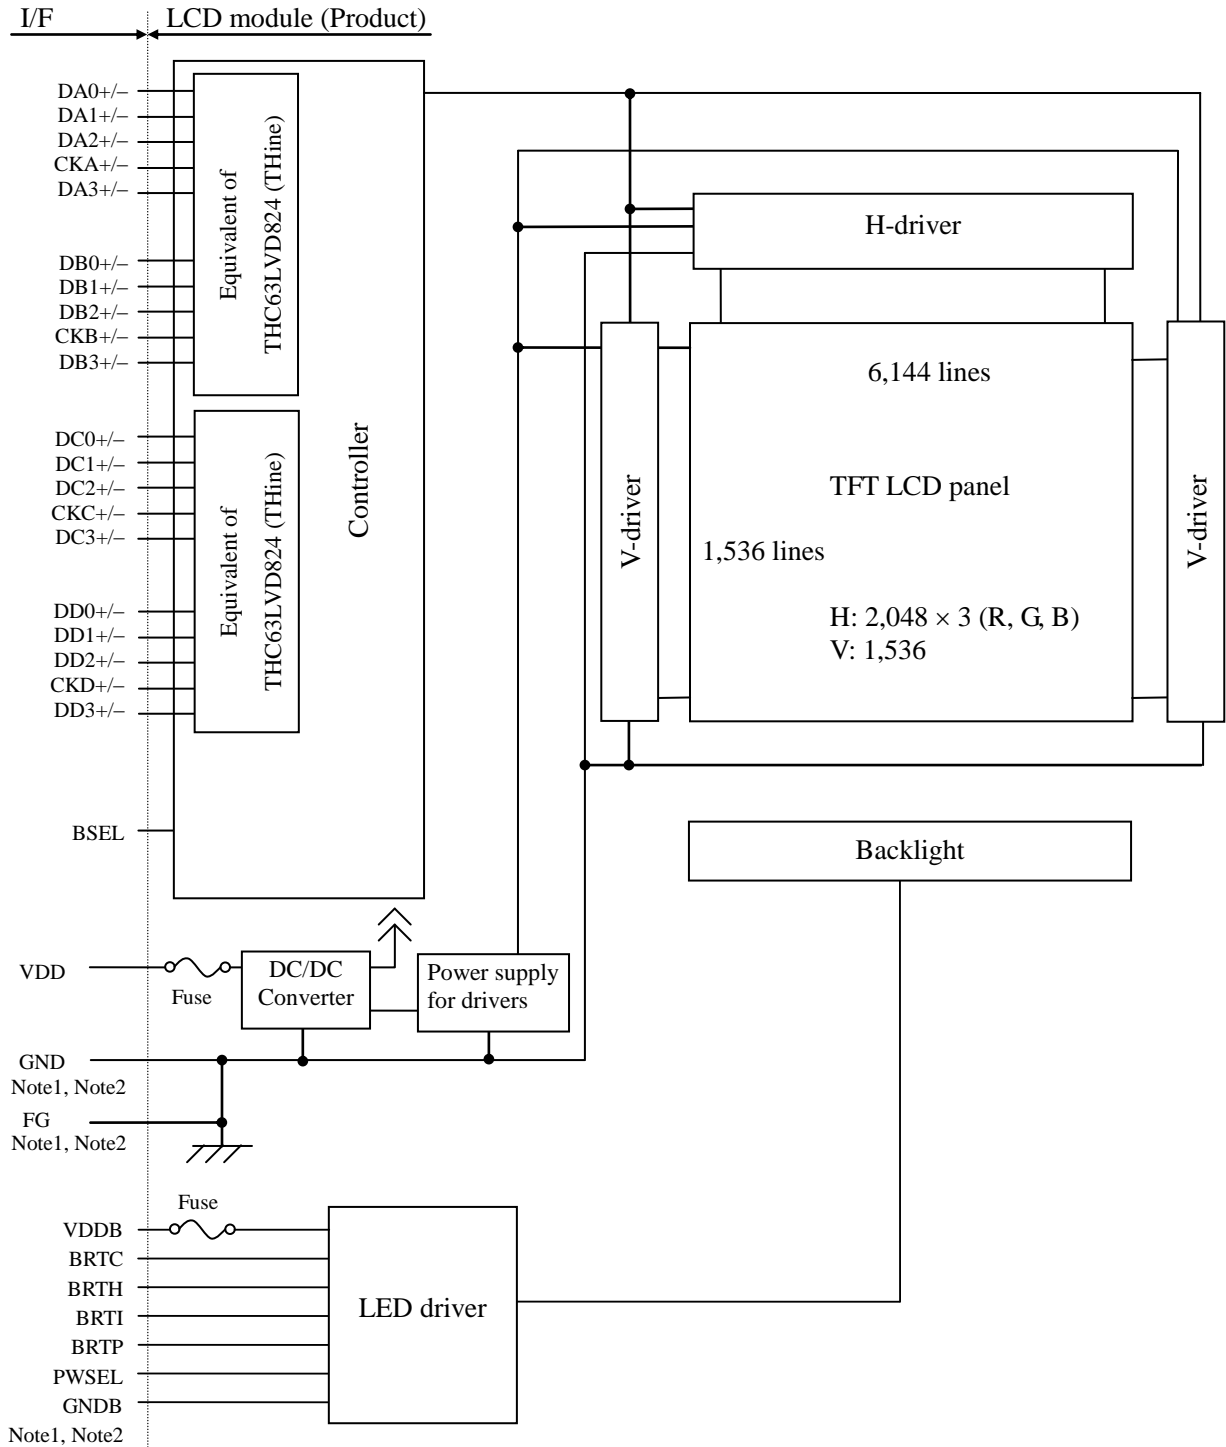 I/F
LCD module (Product)
DA0+/–
DA1+/–
DA2+/–
CKA+/–
DA3+/–
DB0+/–
DB1+/–
DB2+/–
CKB+/–
DB3+/–
Equivalent of
THC63LVD824 (THine)
DC0+/–
DC1+/–
DC2+/–
CKC+/–
DC3+/–
DD0+/–
DD1+/–
DD2+/–
CKD+/–
DD3+/–
Equivalent of
THC63LVD824 (THine)
Controller
BSEL
H-driver
V-driver
6,144 lines
TFT LCD panel
1,536 lines
H: 2,048 × 3 (R, G, B)
V: 1,536
V-driver
Backlight
VDD
Fuse
DC/DC
Converter
Power supply
for drivers
GND
Note1, Note2
FG
Note1, Note2
Fuse
VDDB
BRTC
BRTH
BRTI
BRTP
PWSEL
GNDB
Note1, Note2
LED driver